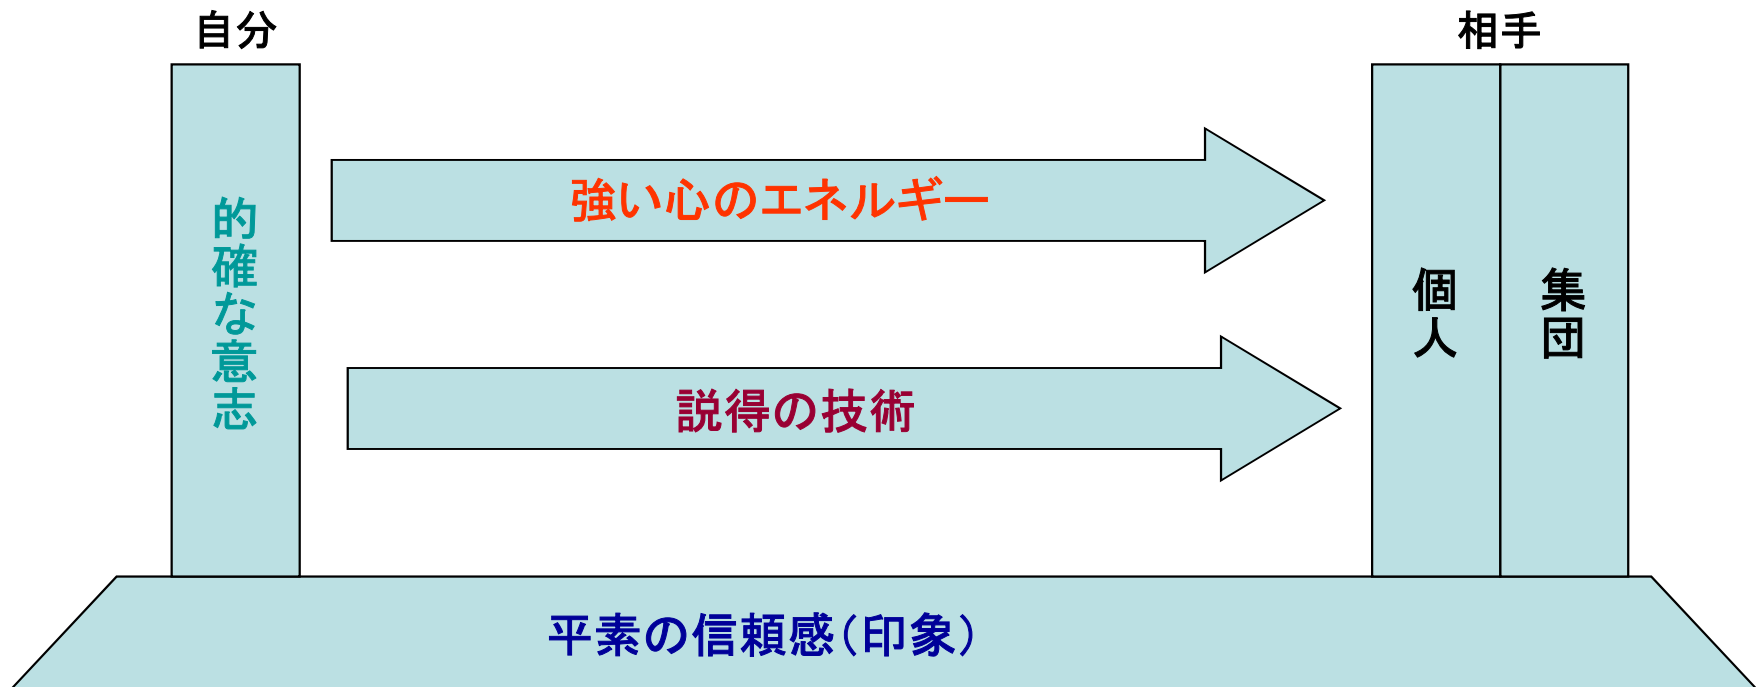 自分
相手
的確な意志
強い心のエネルギー
説得の技術
個人
集団
平素の信頼感（印象）